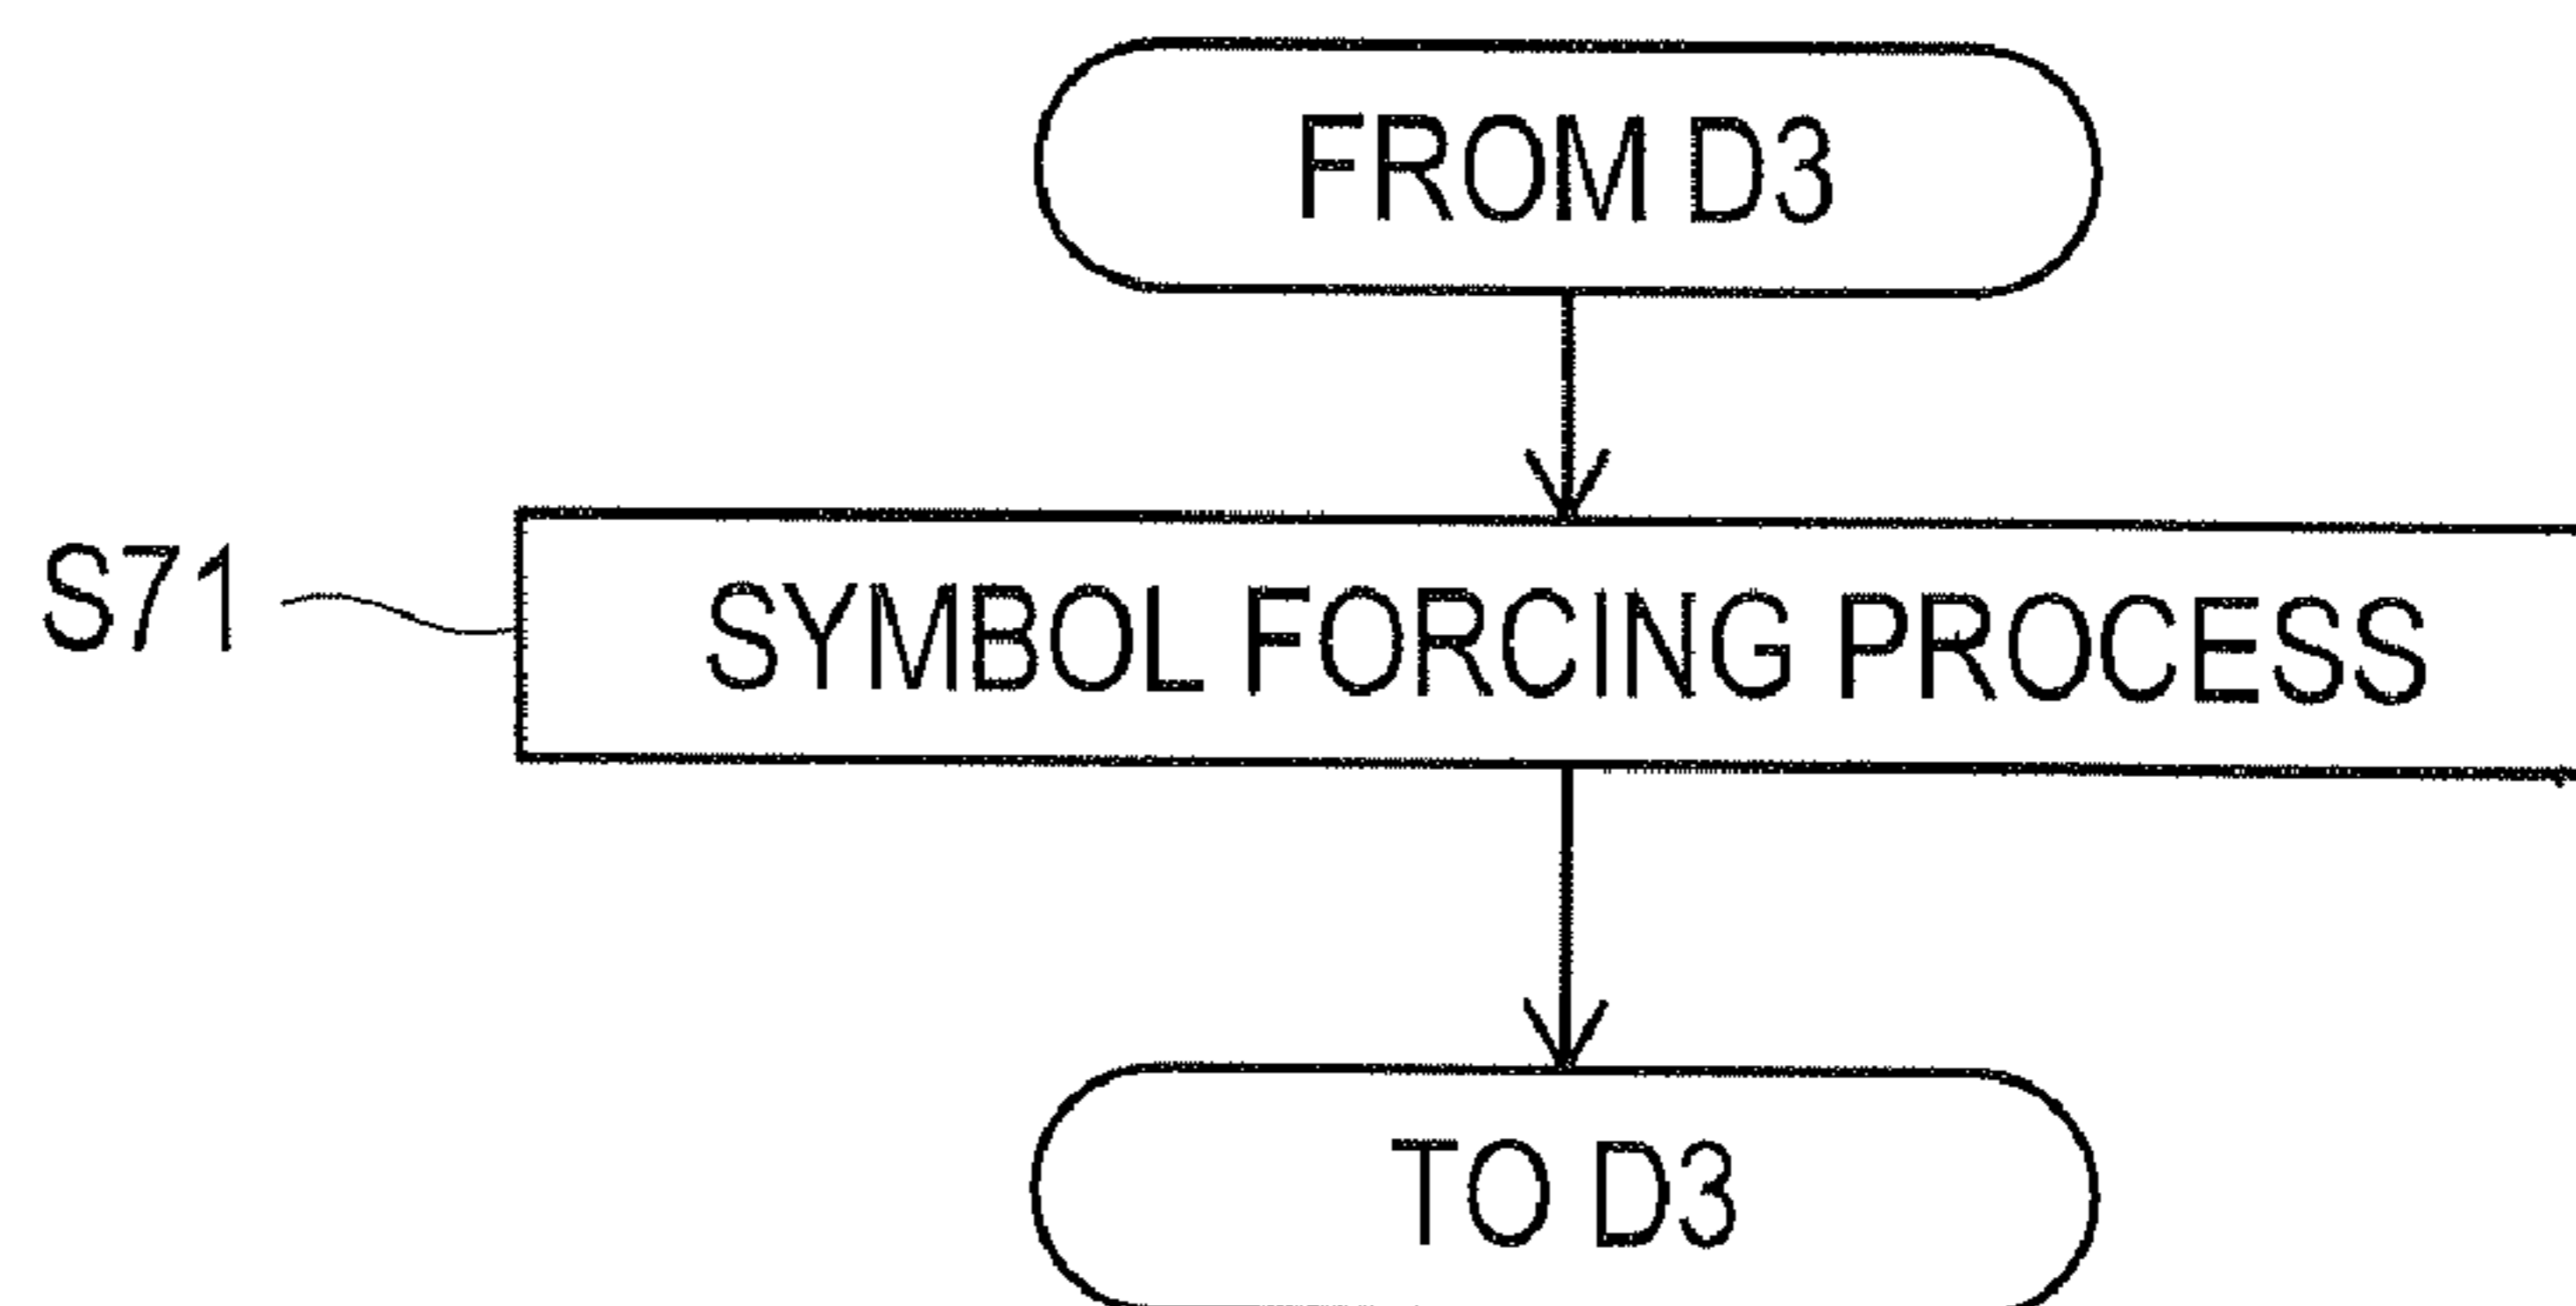 FROM D3
S71
SYMBOL FORCING PROCESS
TO D3